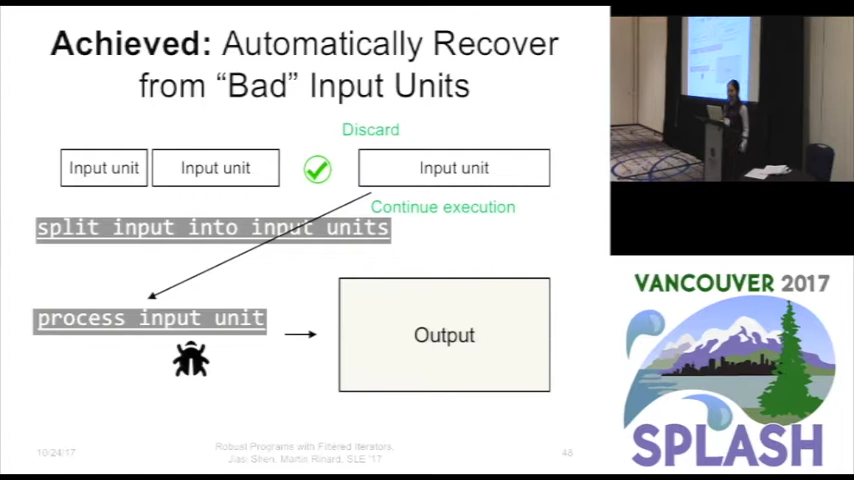 Achieved: Automatically Recover
from “Bad” Input Units
Discard
Input unit
Input unit
Input unit
Continue execution
split input into input units
process input unit
Output
10/24/17
Robust Programs with Filtered Iterators,
Jiasi Shen, Martin Rinard, SLE '17
48
VANCOUVER 2017
SPLASH